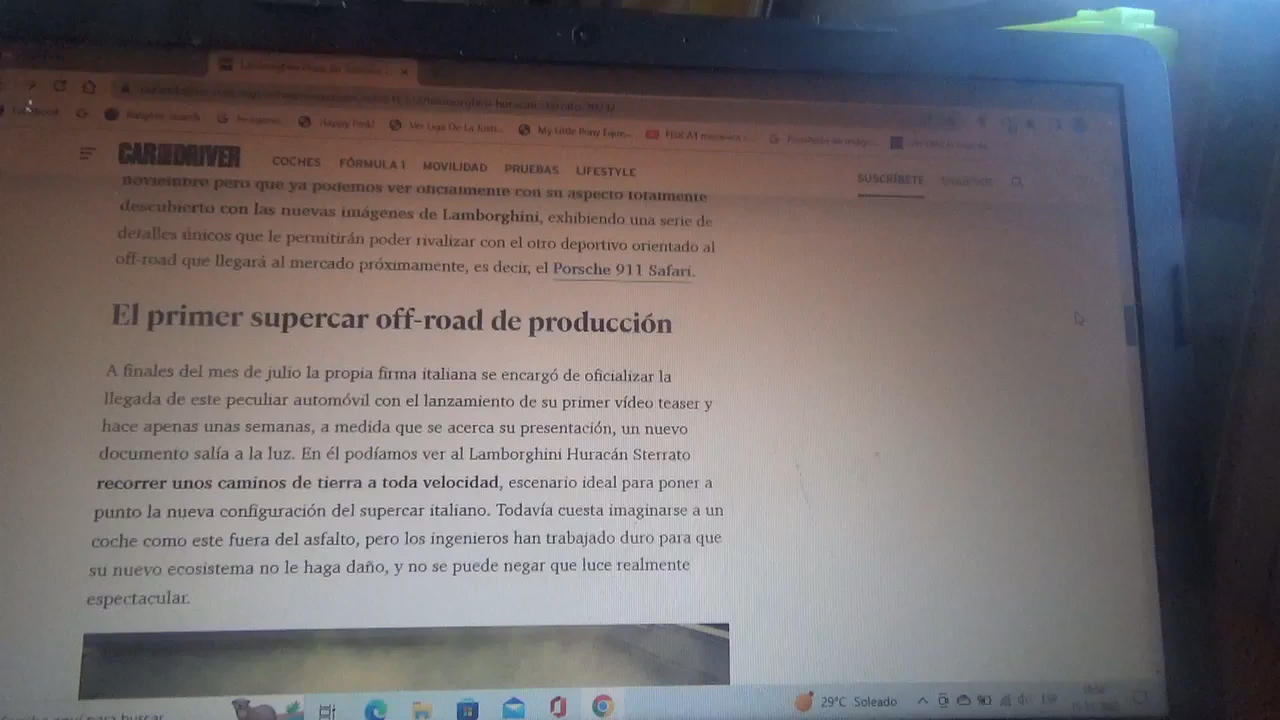 CAR AND DRIVER
COCHES FÓRMULA 1 MOVILIDAD PRUEBAS LIFESTYLE
SUSCRÍBETE
noviembre pero que ya podemos ver oficialmente con su aspecto totalmente
descubierto con las nuevas imágenes de Lamborghini, exhibiendo una serie de
detalles únicos que le permitirán poder rivalizar con el otro deportivo orientado al
off-road que llegará al mercado próximamente, es decir, el Porsche 911 Safari.
El primer supercar off-road de producción
A finales del mes de julio la propia firma italiana se encargó de oficializar la
llegada de este peculiar automóvil con el lanzamiento de su primer vídeo teaser y
hace apenas unas semanas, a medida que se acerca su presentación, un nuevo
documento salía a la luz. En él podíamos ver al Lamborghini Huracán Sterrato
recorrer unos caminos de tierra a toda velocidad, escenario ideal para poner a
punto la nueva configuración del supercar italiano. Todavía cuesta imaginarse a un
coche como este fuera del asfalto, pero los ingenieros han trabajado duro para que
su nuevo ecosistema no le haga daño, y no se puede negar que luce realmente
espectacular.
aquí para buscar
29°C Soleado
ESP